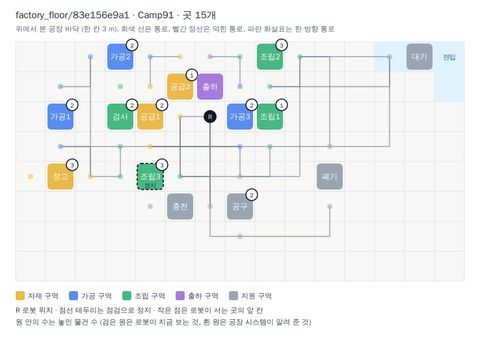 factory_floor/83e156e9a1 · Camp91 · 곳 15개
위에서 본 공장 바닥 (한 칸 3 m). 회색 선은 통로, 빨간 선은 막힌 통로, 파란 화살표는 한 방향 통로
가공2 2
조립2 3
대기
진입
공급2 1
출하
가공1 2
검사 2
공급1 2
R
가공3 2
조립1 1
창고 3
조립3 3
정지
폐기
충전
공구 2
자재 구역
가공 구역
조립 구역
출하 구역
지원 구역
R 로봇 위치 · 점선 테두리는 점검으로 정지 · 작은 점은 로봇이 서는 곳의 앞 칸
원 안의 수는 놓인 물건 수 (검은 원은 로봇이 지금 보는 것, 흰 원은 공장 시스템이 알려 준 것)